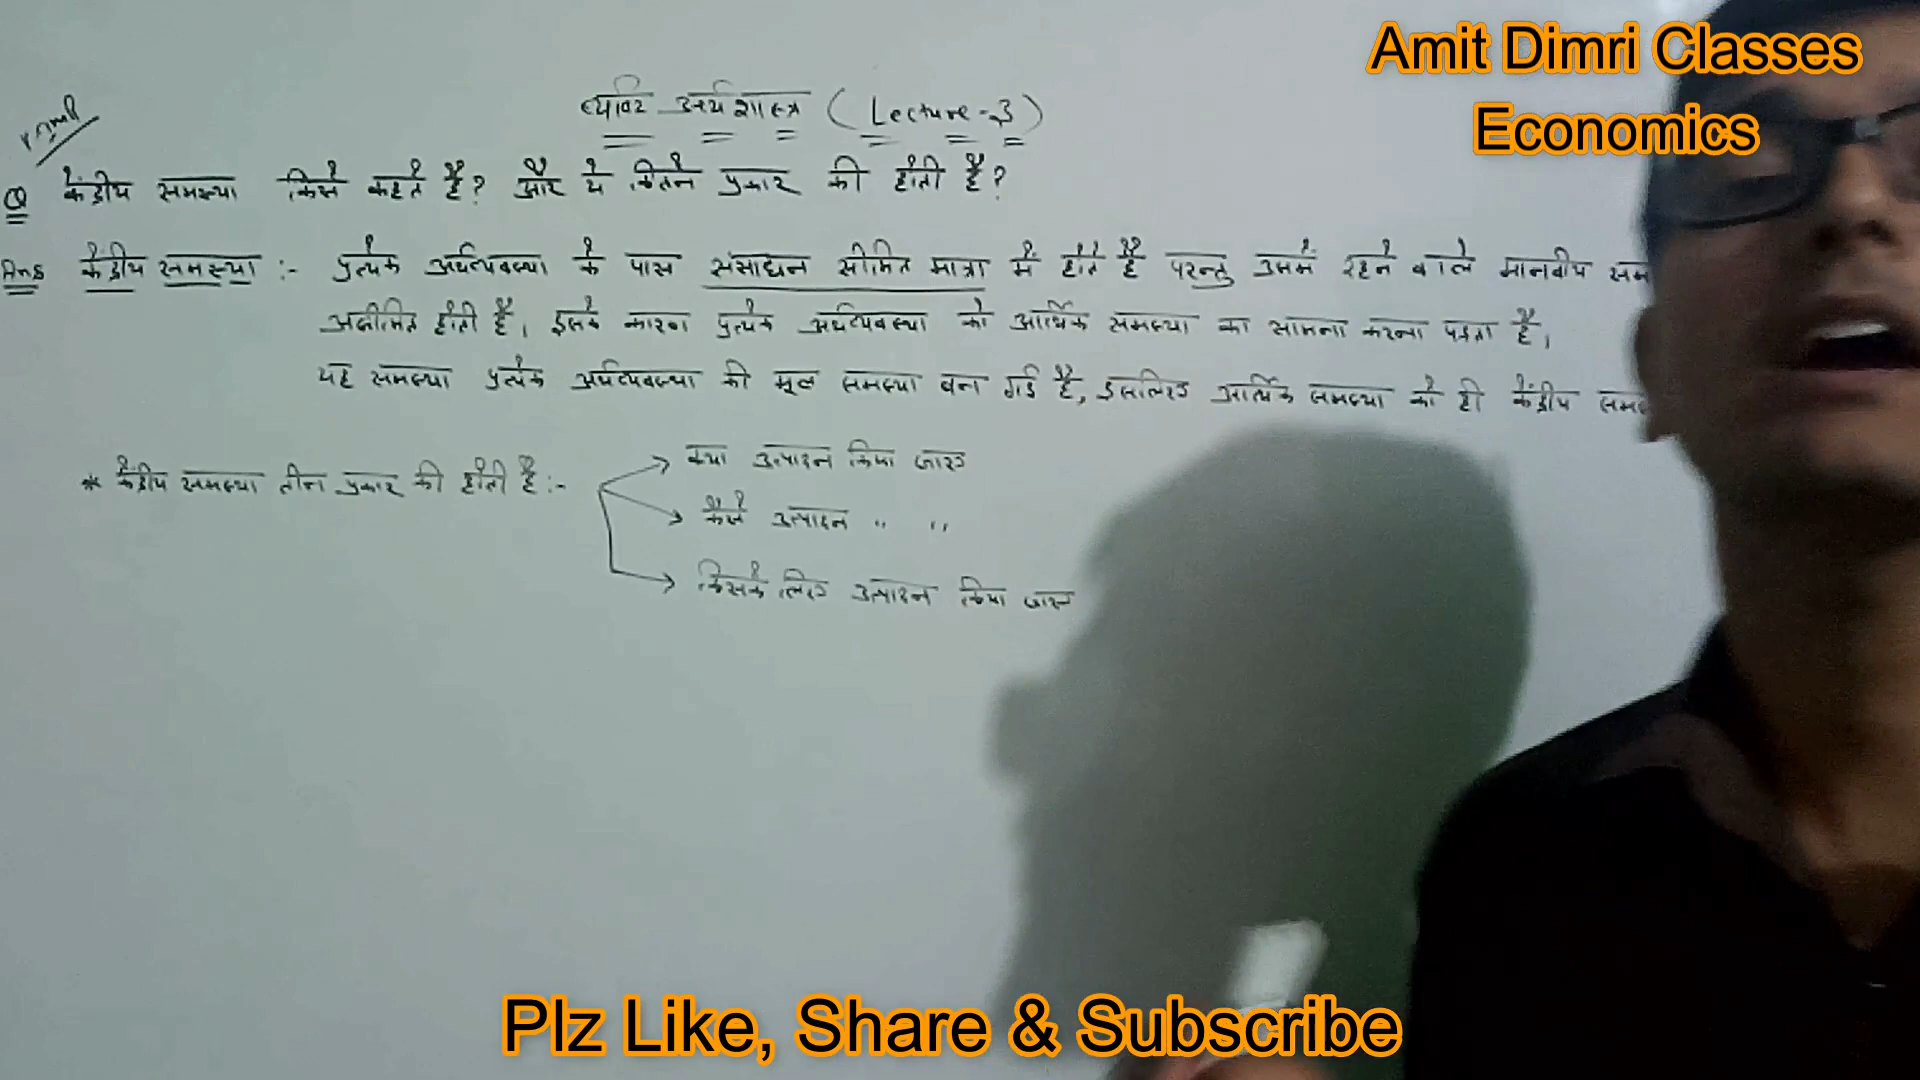 Amit Dimri Classes
Economics
व्यष्टि अर्थशास्त्र (Lecture-3)
Q केंद्रीय समस्या किसे कहते है? और ये कितने प्रकार की होती है?
Ans केंद्रीय समस्या :- प्रत्येक अर्थव्यवस्था के पास संसाधन सीमित मात्रा में होते है परन्तु उसमें रहने वाले मानवीय
असीमित होती है। इसके कारण प्रत्येक अर्थव्यवस्था को आर्थिक समस्या का सामना करना पड़ता है।
यह समस्या प्रत्येक अर्थव्यवस्था की मूल समस्या बन गई है, इसलिए आर्थिक समस्या को ही केंद्रीय
* केंद्रीय समस्या तीन प्रकार की होती है:-
क्या उत्पादन किया जाए
कैसे उत्पादन " "
किसके लिए उत्पादन किया जाए
Plz Like, Share & Subscribe